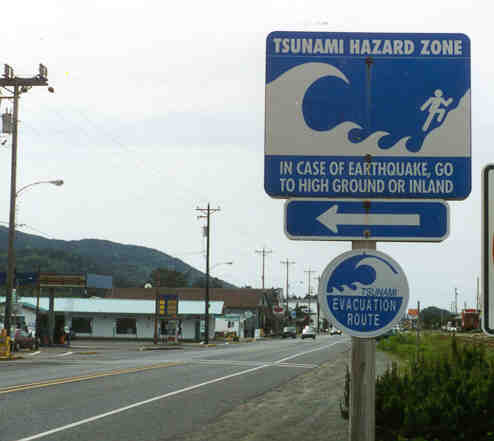 TSUNAMI HAZARD ZONE
IN CASE OF EARTHQUAKE, GO
TO HIGH GROUND OR INLAND
TSUNAMI
EVACUATION
ROUTE